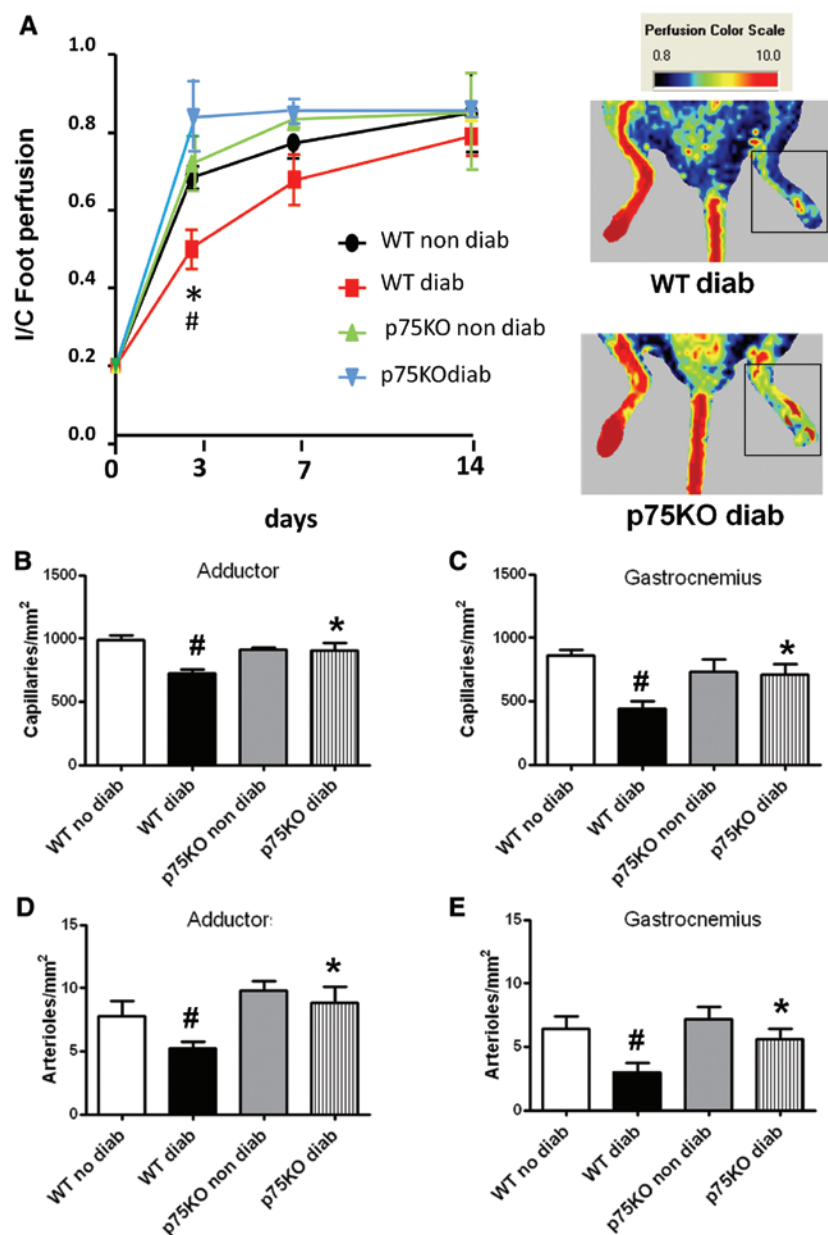 A
1.0
0.8
0.6
0.4
0.2
0.0
I/C Foot perfusion
0
3
7
14
days
*
#
WT non diab
WT diab
p75KO non diab
p75KOdiab
Perfusion Color Scale
0.8 10.0
WT diab
p75KO diab
B
Adductor
Capillaries/mm²
1500
1000
500
0
#
*
WT no diab
WT diab
p75KO non diab
p75KO diab
C
Gastrocnemius
Capillaries/mm²
1500
1000
500
0
#
*
WT no diab
WT diab
p75KO non diab
p75KO diab
D
Adductor:
Arterioles/mm²
15
10
5
0
#
*
WT no diab
WT diab
p75KO non diab
p75KO diab
E
Gastrocnemius
Arterioles/mm²
15
10
5
0
#
*
WT no diab
WT diab
p75KO non diab
p75KO diab